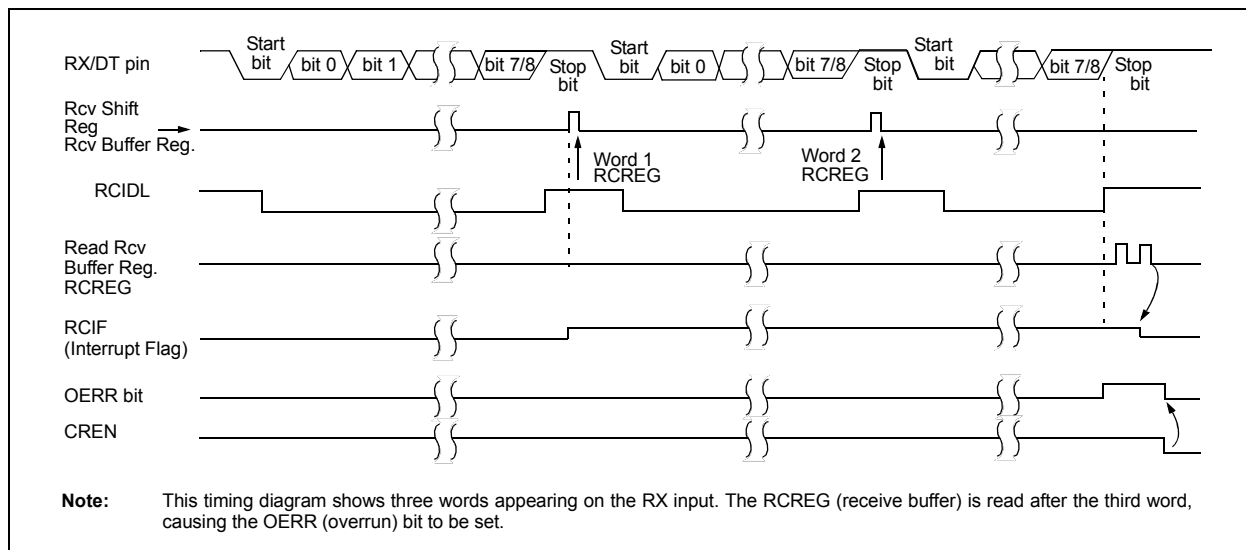 RX/DT pin
Start bit
bit 0
bit 1
bit 7/8
Stop bit
Start bit
bit 0
bit 7/8
Stop bit
Start bit
bit 7/8
Stop bit
Rcv Shift
Reg
Rcv Buffer Reg.
Word 1
RCREG
Word 2
RCREG
RCIDL
Read Rcv
Buffer Reg.
RCREG
RCIF
(Interrupt Flag)
OERR bit
CREN
Note: This timing diagram shows three words appearing on the RX input. The RCREG (receive buffer) is read after the third word,
causing the OERR (overrun) bit to be set.